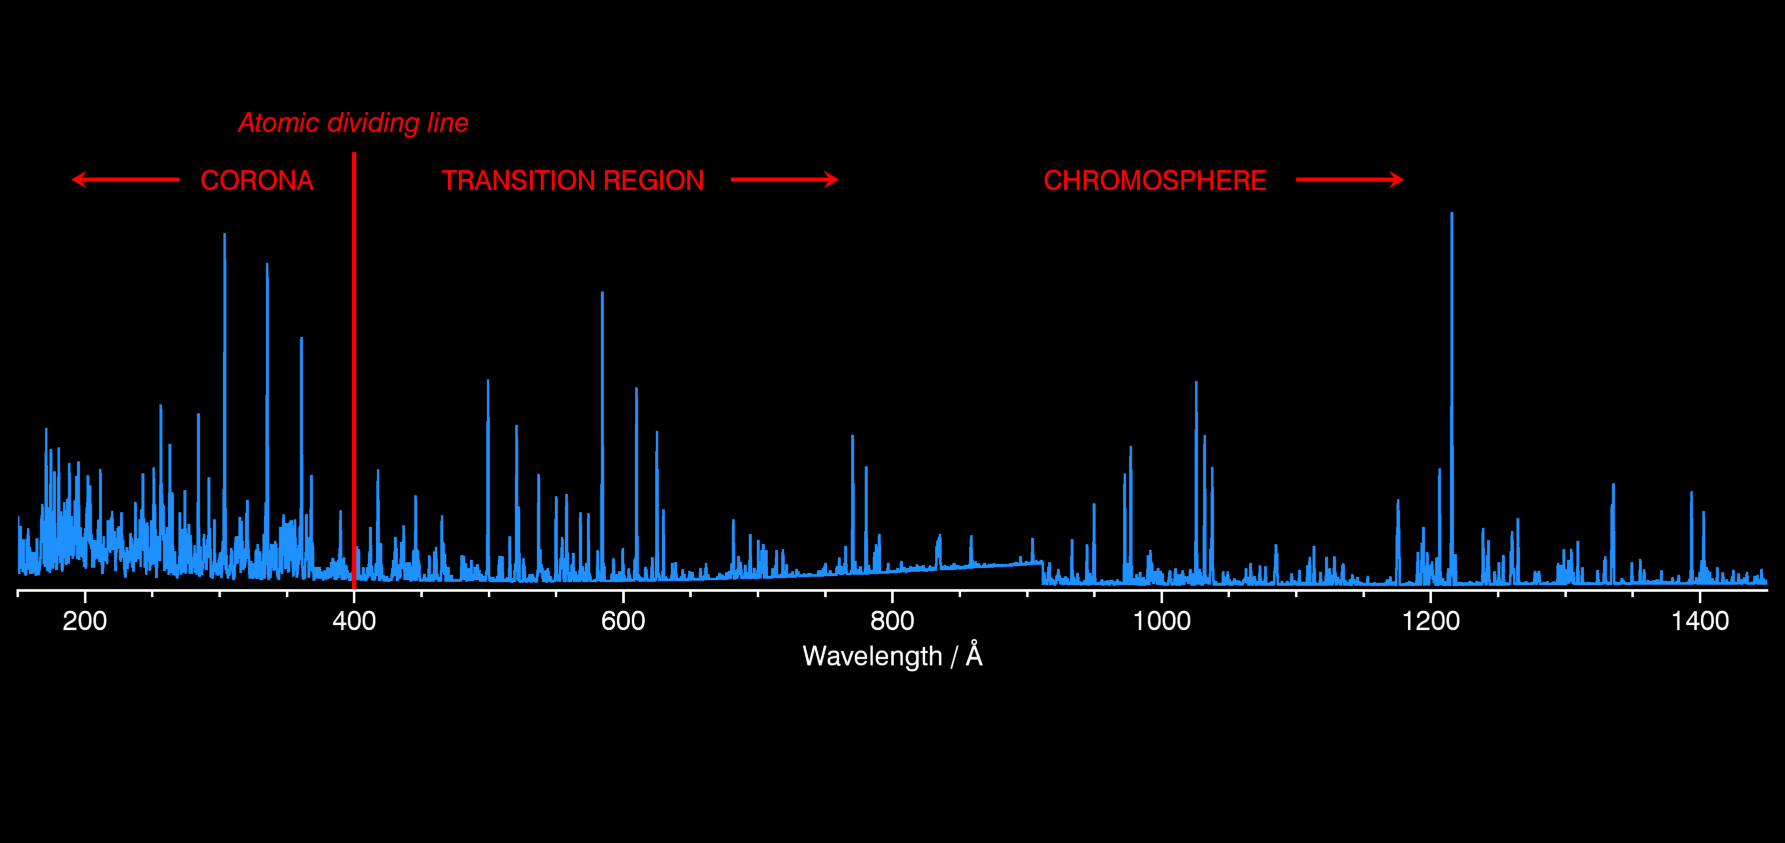 Atomic dividing line
CORONA
TRANSITION REGION
CHROMOSPHERE
200
400
600
800
1000
1200
1400
Wavelength / Å